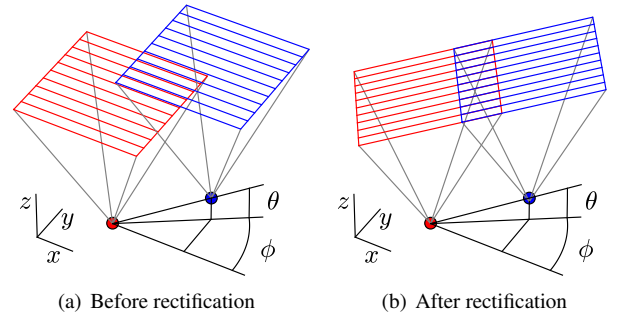 z
y
x
θ
ϕ
z
y
x
θ
ϕ
(a) Before rectification
(b) After rectification